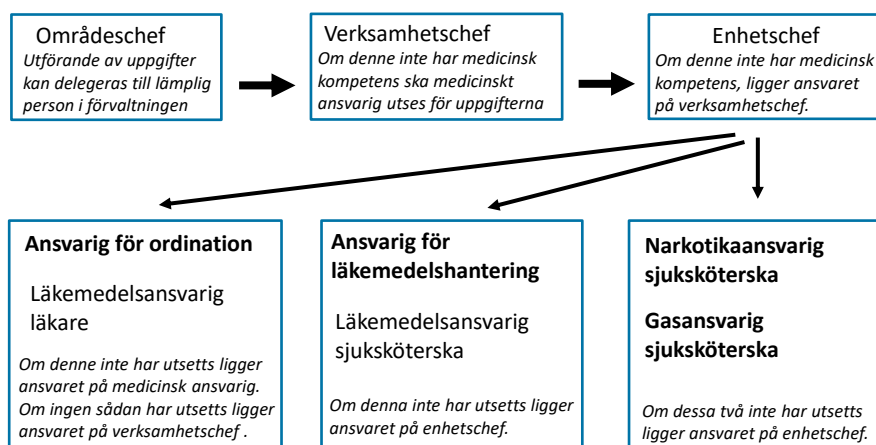 Områdeschef
Utförande av uppgifter
kan delegeras till lämplig
person i förvaltningen
Verksamhetschef
Om denne inte har medicinsk
kompetens ska medicinskt
ansvarig utses för uppgifterna
Enhetschef
Om denne inte har medicinsk
kompetens, ligger ansvaret
på verksamhetschef.
Ansvarig för ordination
Läkemedelsansvarig
läkare
Om denne inte har utsetts ligger
ansvaret på medicinsk ansvarig.
Om ingen sådan har utsetts ligger
ansvaret på verksamhetschef .
Ansvarig för
läkemedelshantering
Läkemedelsansvarig
sjuksköterska
Om denna inte har utsetts ligger
ansvaret på enhetschef.
Narkotikaansvarig
sjuksköterska
Gasansvarig
sjuksköterska
Om dessa två inte har utsetts
ligger ansvaret på enhetschef.